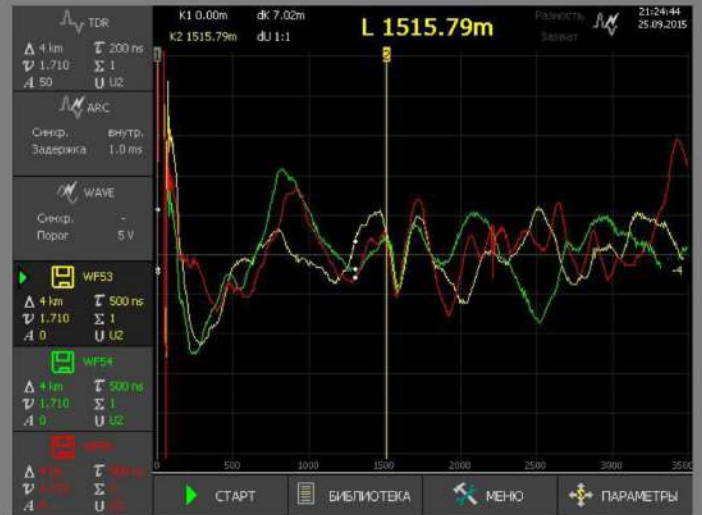 TDR
Δ 4 km τ 200 ns
ν 1.710 Σ 1
A 50 U U2
ARC
Синхр. внутр.
Задержка 1.0 ms
WAVE
Синхр. -
Порог 5 V
WF53
Δ 4 km τ 500 ns
ν 1.710 Σ 1
A 0 U U2
WF54
Δ 4 km τ 500 ns
ν 1.710 Σ 1
A 0 U U2
Δ τ
ν Σ
A U
K1 0.00m dK 7.02m
K2 1515.79m dU 1:1
L 1515.79m
Разность
Захват
21:24:44
25.09.2015
1
2
-4
0 500 1000 1500 2000 2500 3000 3500
СТАРТ
БИБЛИОТЕКА
МЕНЮ
ПАРАМЕТРЫ